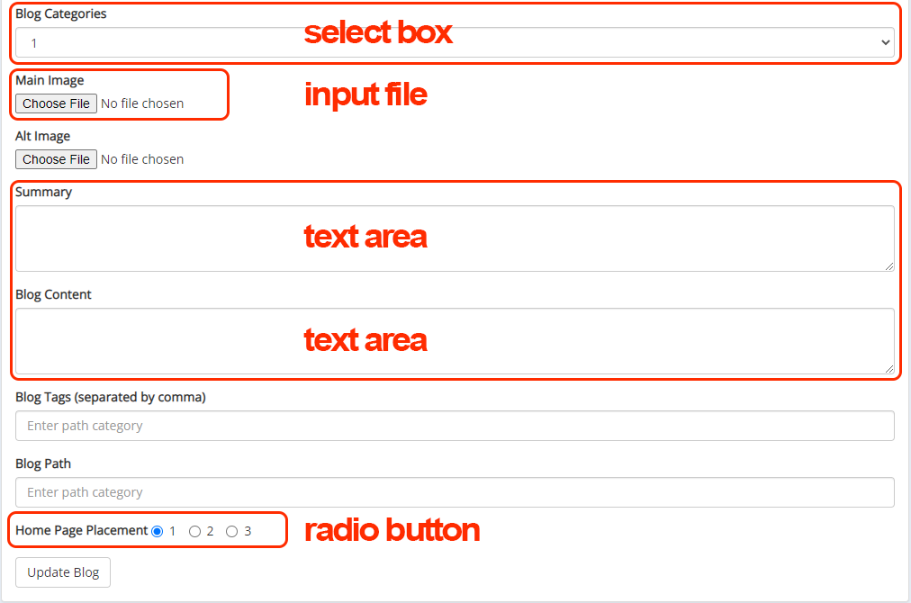 Blog Categories
select box
1
Main Image
input file
Choose File No file chosen
Alt Image
Choose File No file chosen
Summary
text area
Blog Content
text area
Blog Tags (separated by comma)
Enter path category
Blog Path
Enter path category
Home Page Placement 1 2 3 radio button
Update Blog